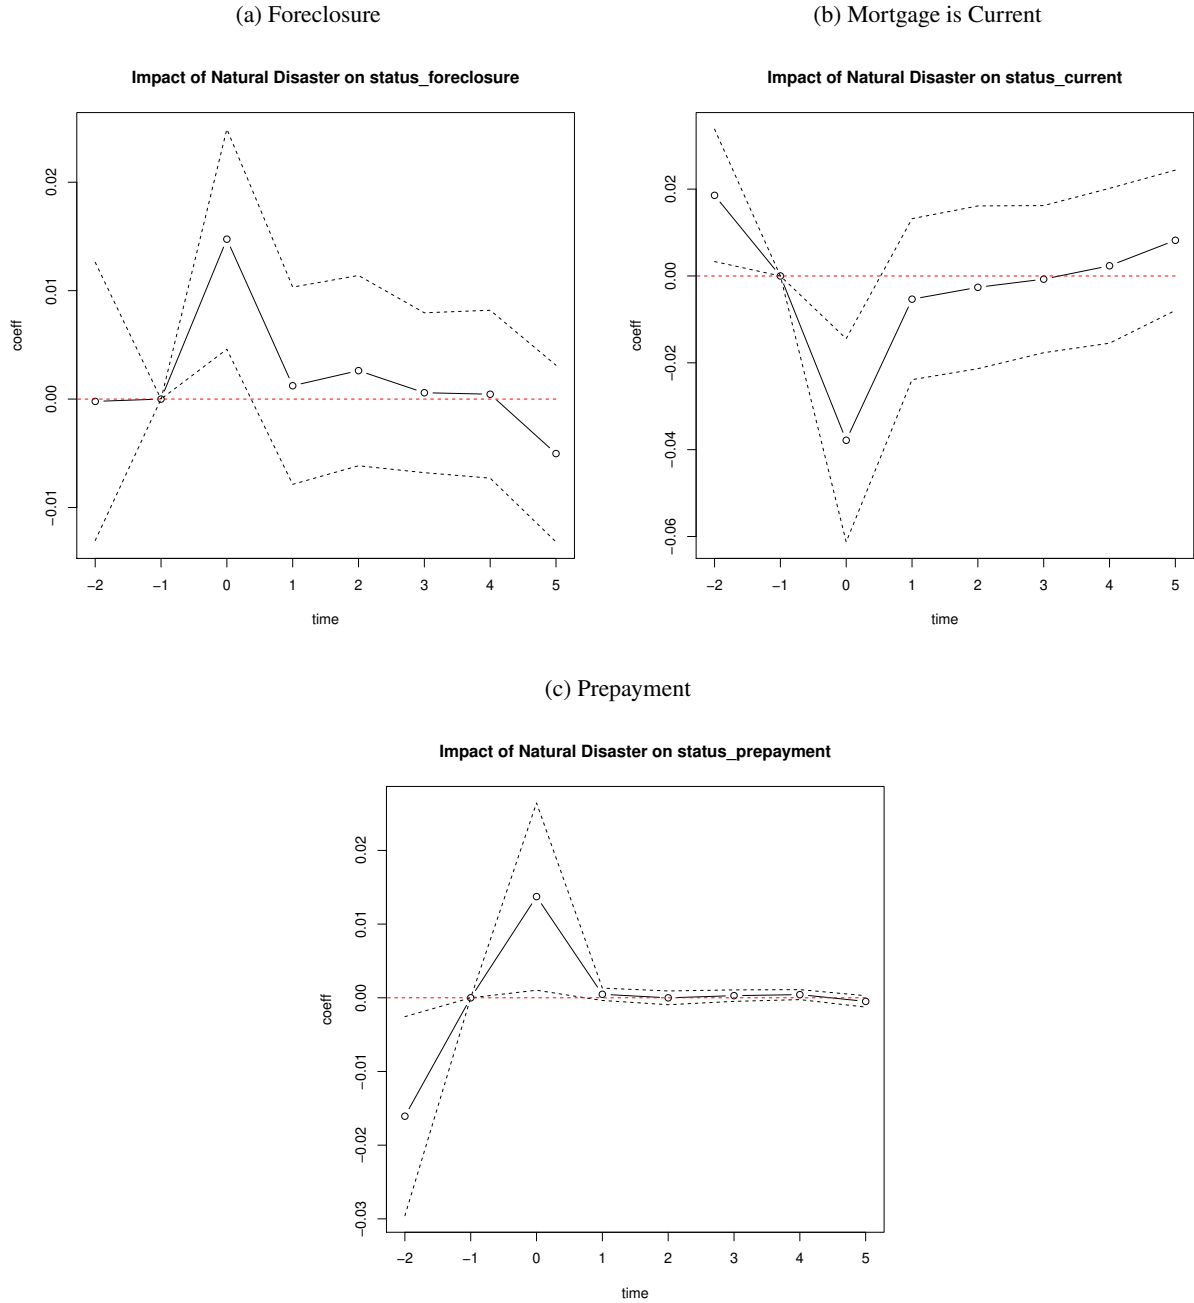 (a) Foreclosure
Impact of Natural Disaster on status_foreclosure
coeff
0.02
0.01
0.00
−0.01
−2 −1 0 1 2 3 4 5
time
(b) Mortgage is Current
Impact of Natural Disaster on status_current
coeff
0.02
0.00
−0.02
−0.04
−0.06
−2 −1 0 1 2 3 4 5
time
(c) Prepayment
Impact of Natural Disaster on status_prepayment
coeff
0.02
0.01
0.00
−0.01
−0.02
−0.03
−2 −1 0 1 2 3 4 5
time